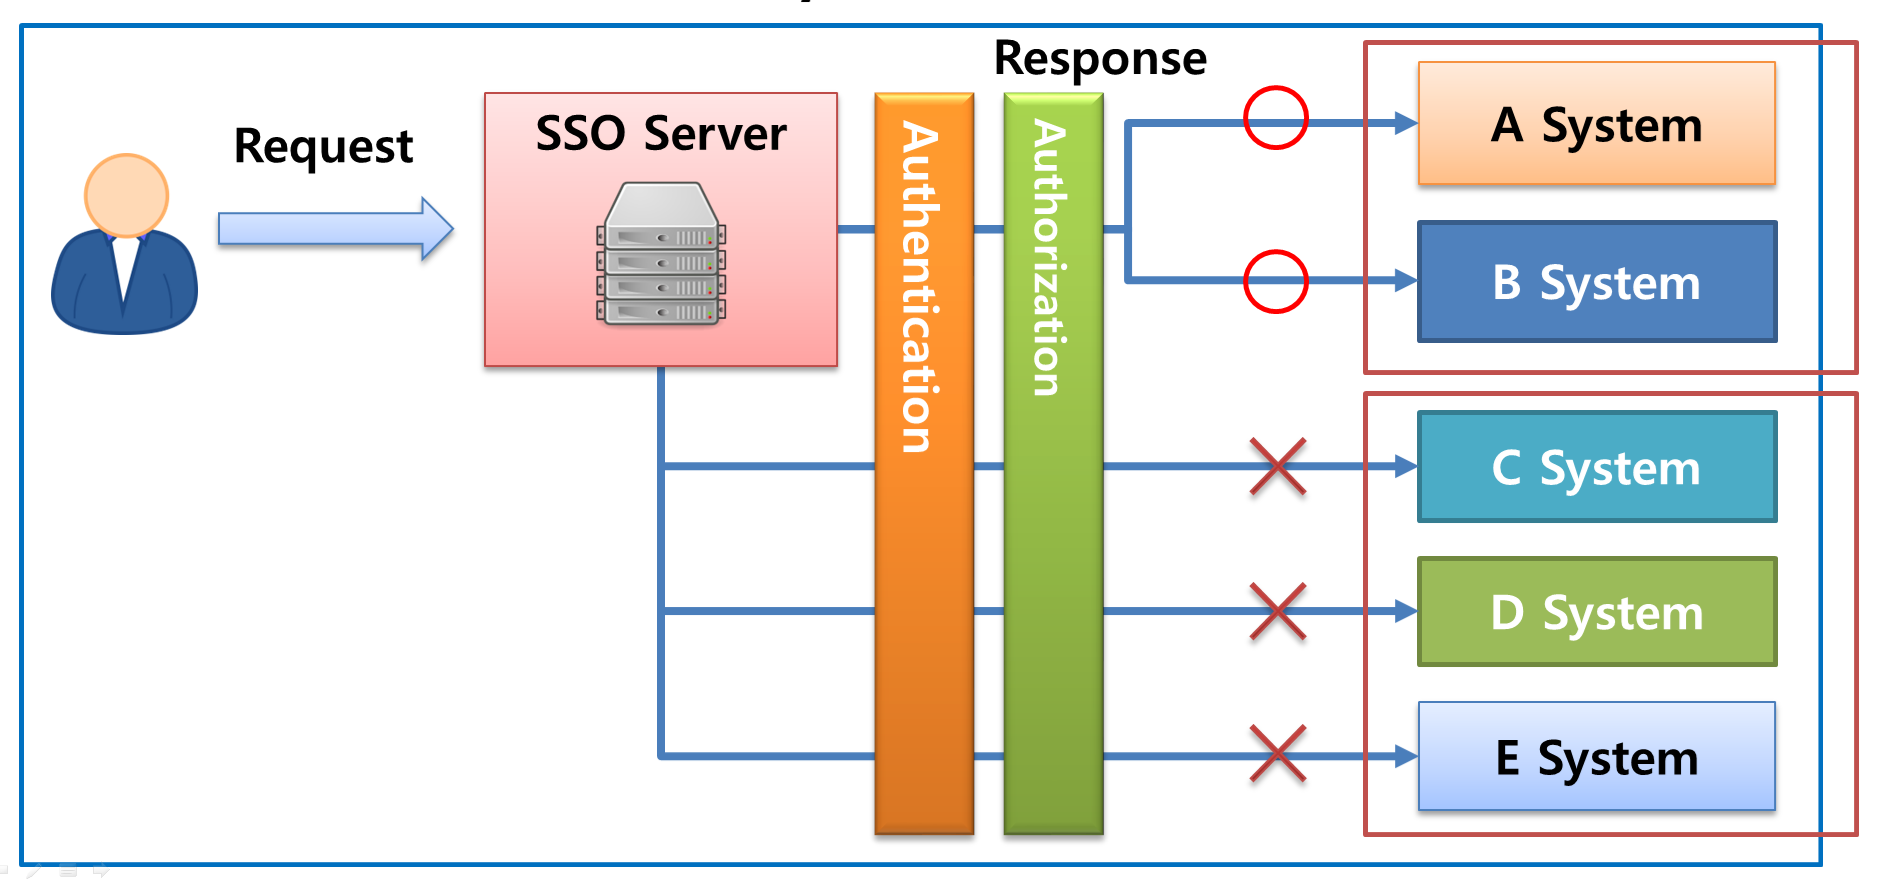 Response
Request
SSO Server
Authentication
Authorization
A System
B System
C System
D System
E System